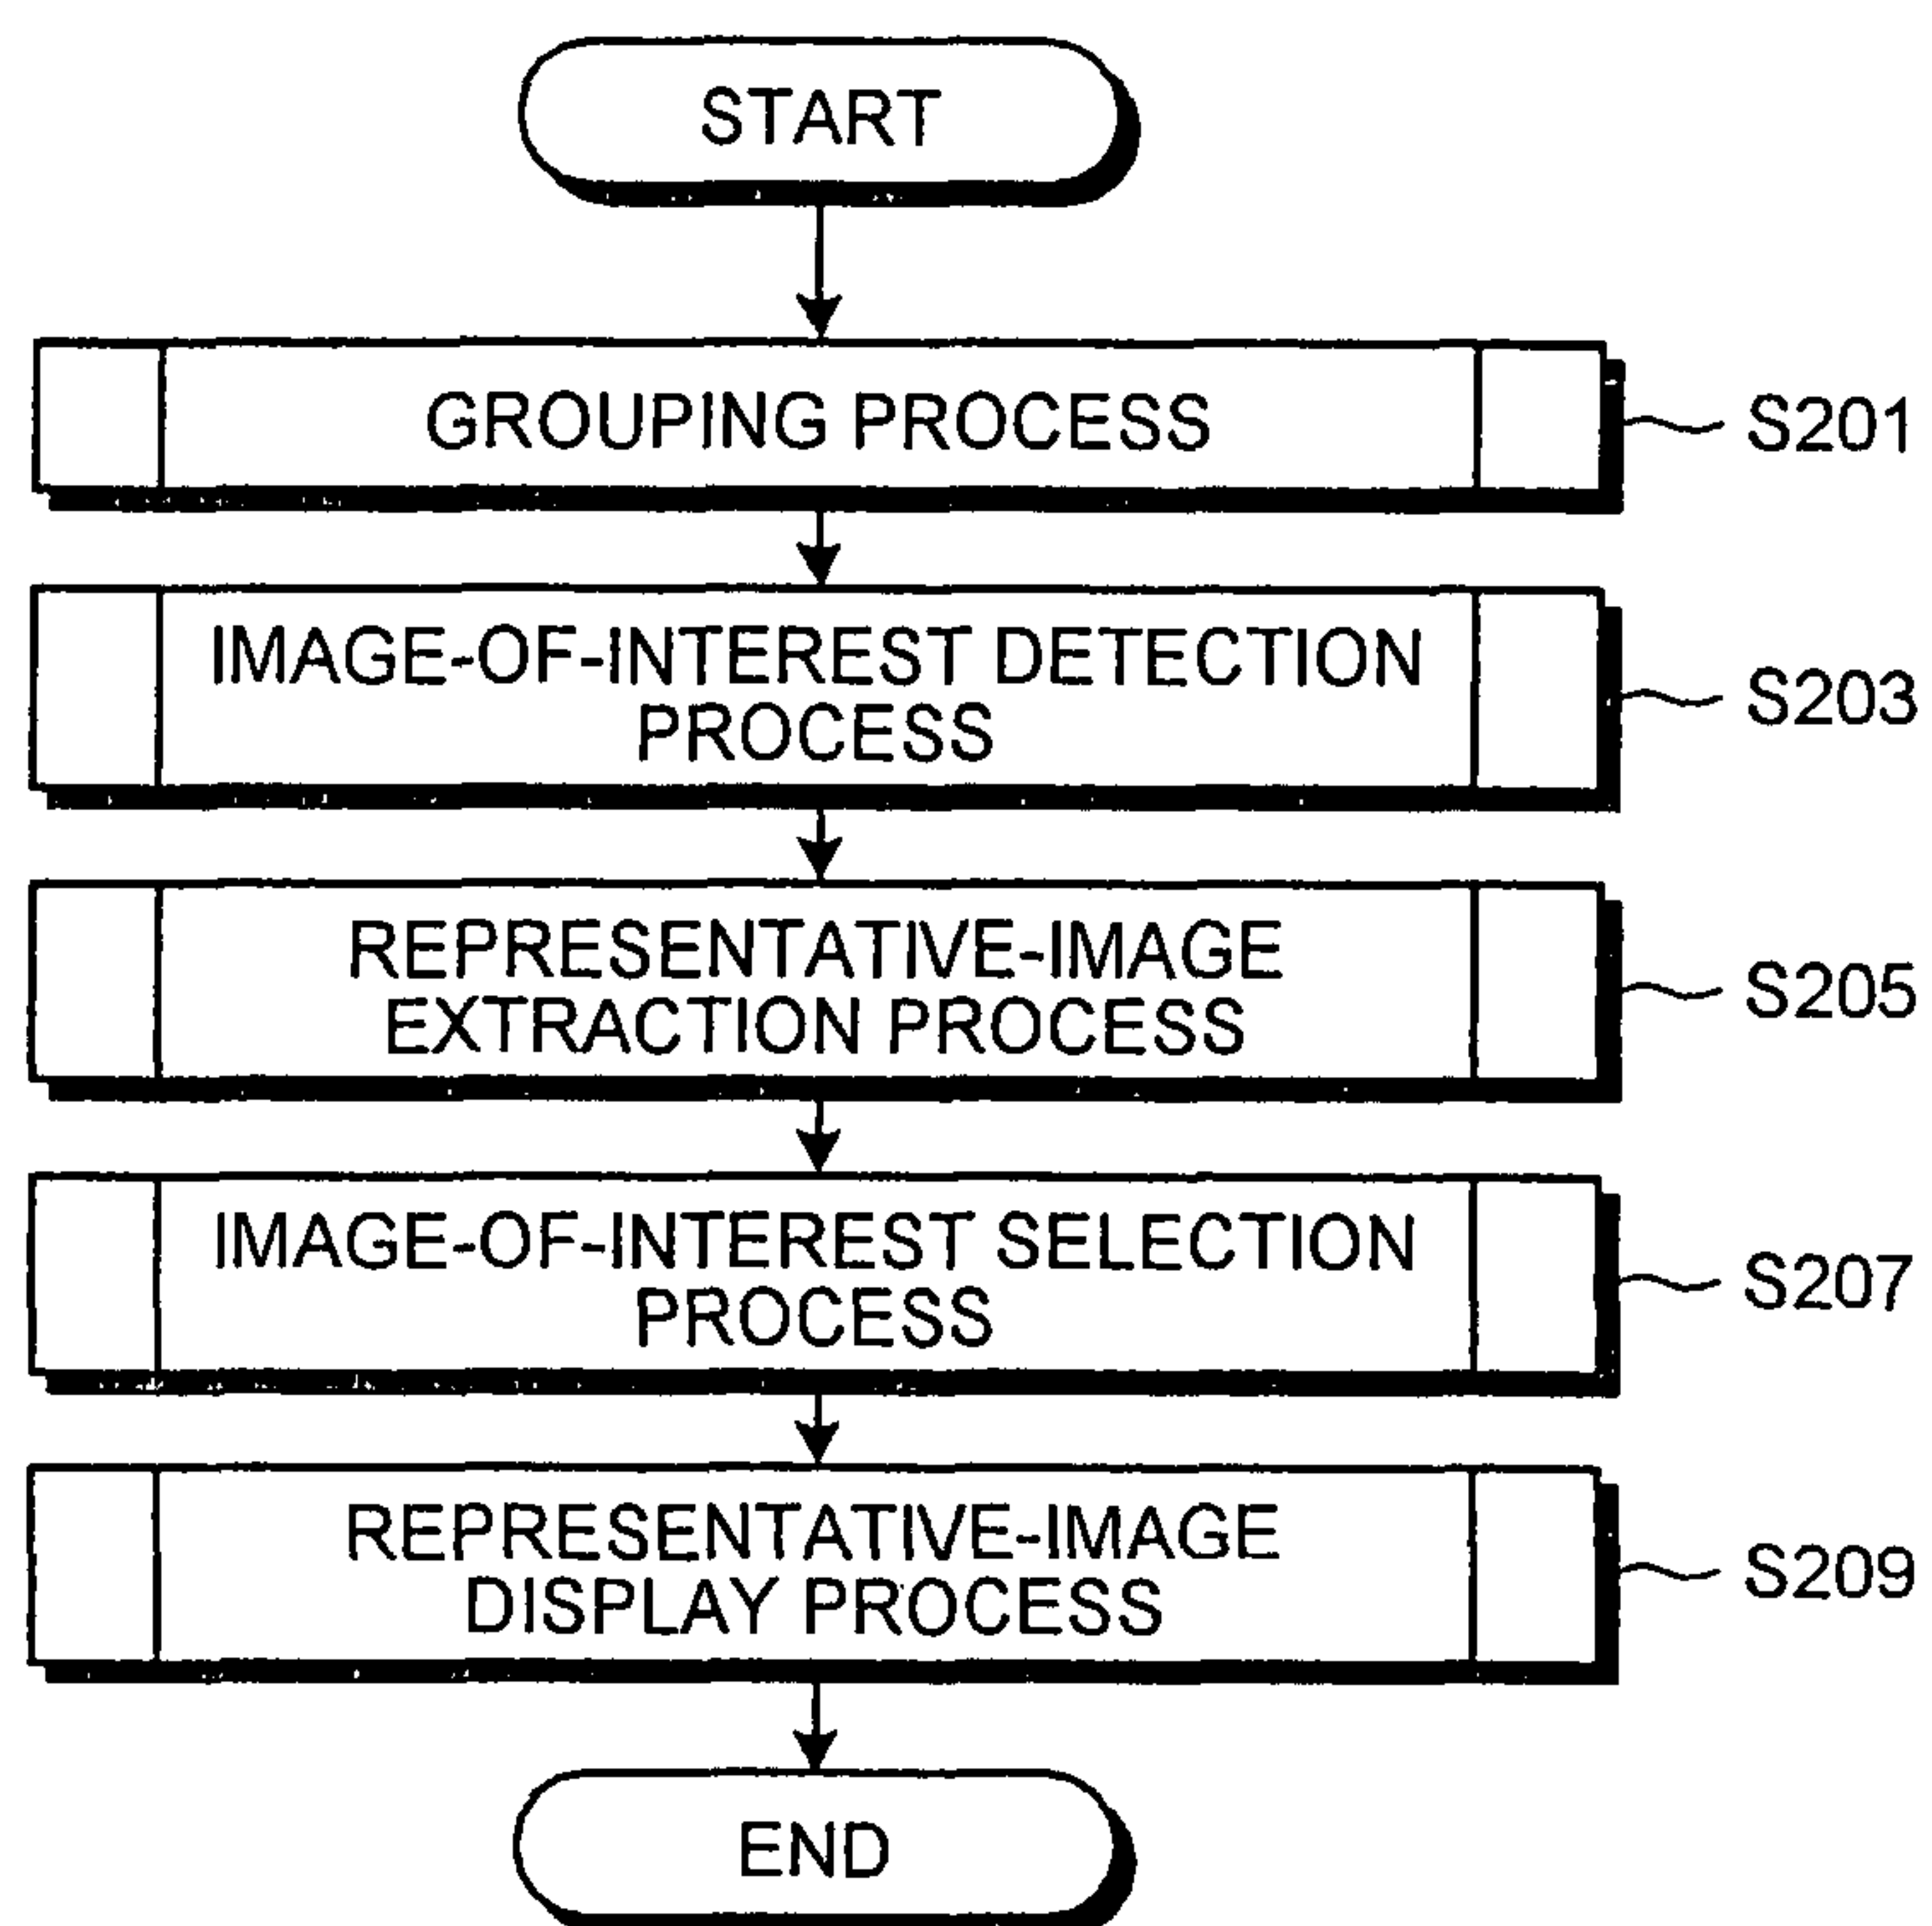 START
GROUPING PROCESS
S201
IMAGE-OF-INTEREST DETECTION
PROCESS
S203
REPRESENTATIVE-IMAGE
EXTRACTION PROCESS
S205
IMAGE-OF-INTEREST SELECTION
PROCESS
S207
REPRESENTATIVE-IMAGE
DISPLAY PROCESS
S209
END